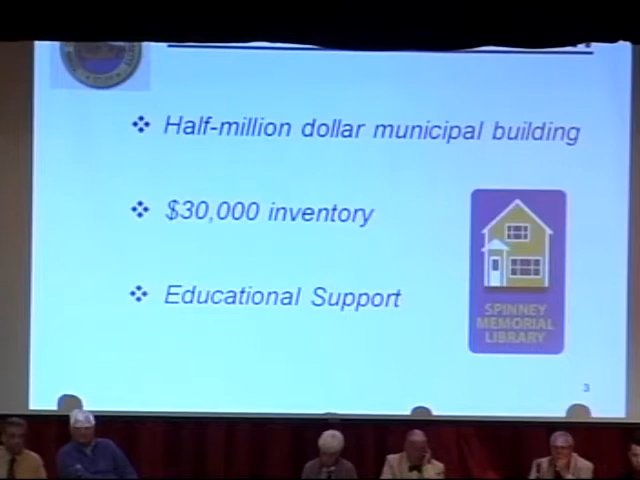 Half-million dollar municipal building
$30,000 inventory
Educational Support
SPINNEY
MEMORIAL
LIBRARY
3